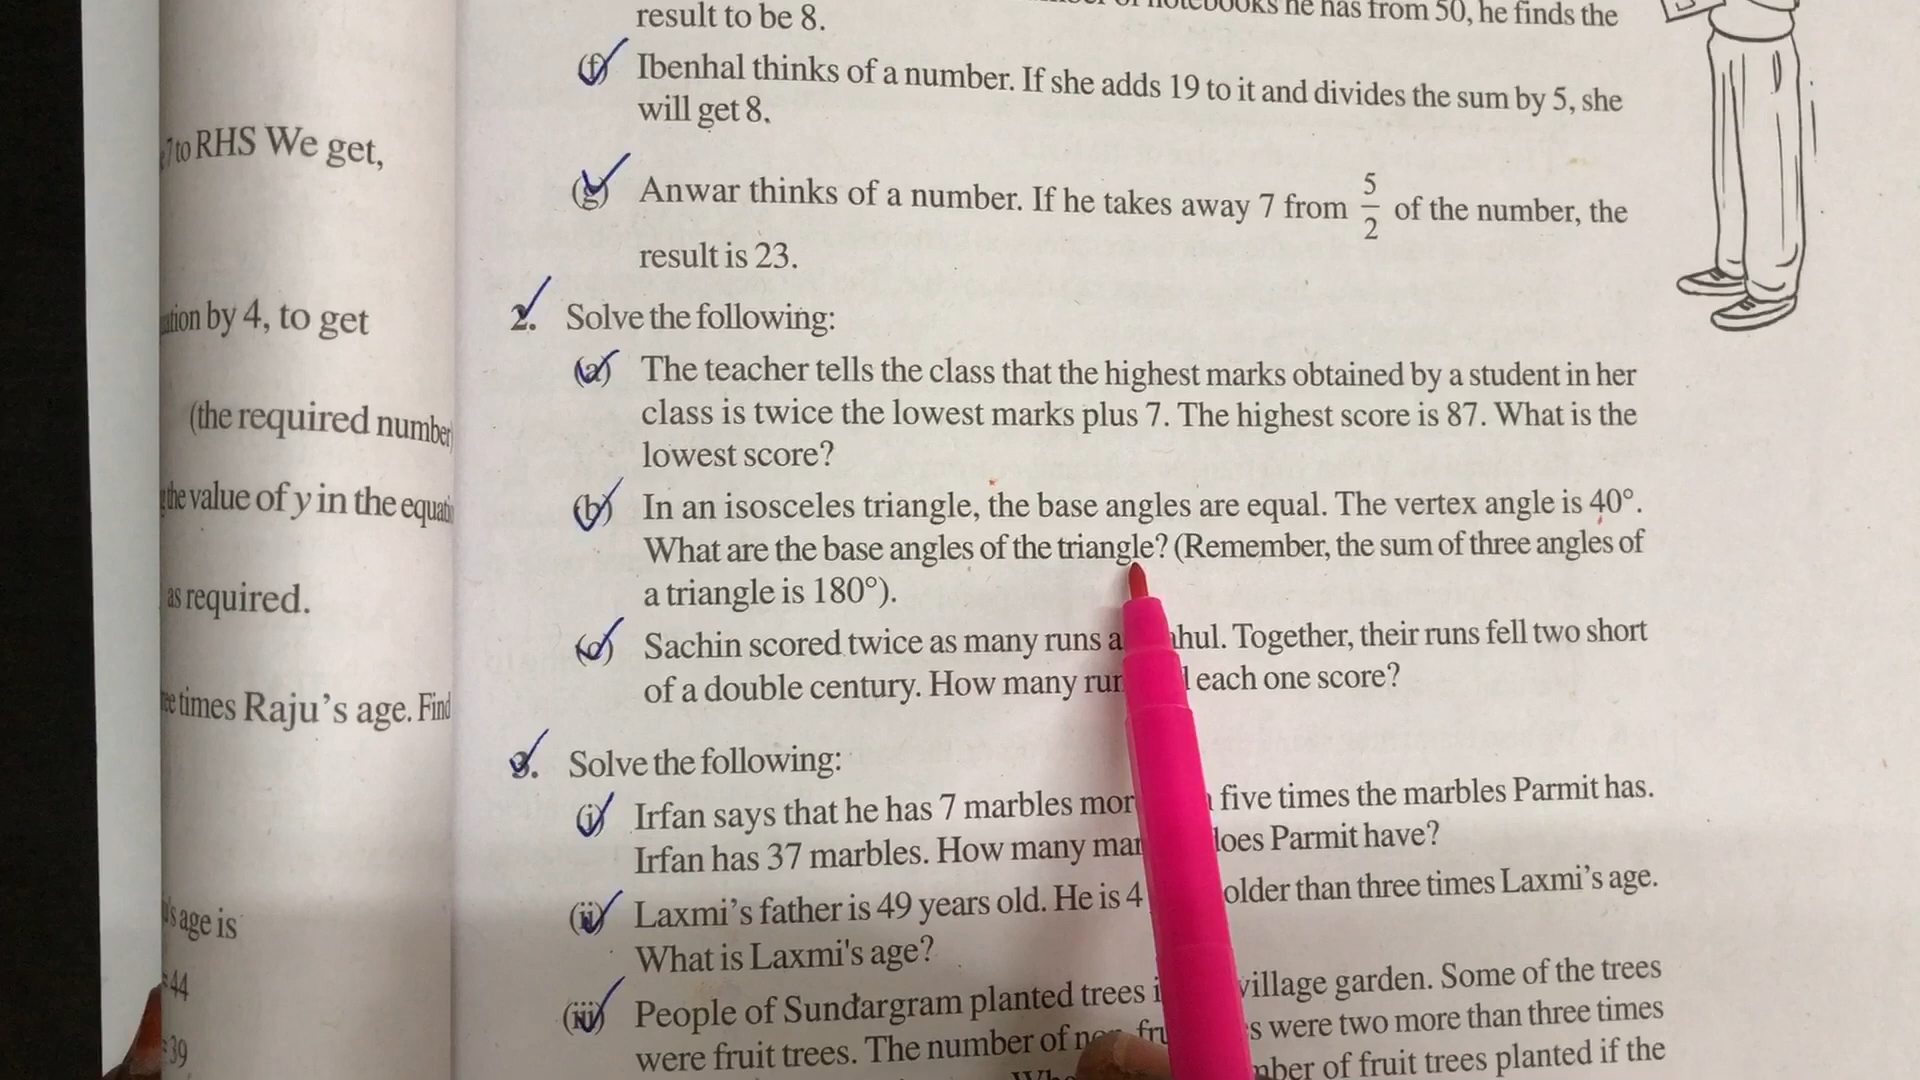 to RHS We get,
ation by 4, to get
(the required number
the value of y in the equati
as required.
ee times Raju's age. Find
's age is
=44
=39
notebooks he has from 50, he finds the
result to be 8.
(f) Ibenhal thinks of a number. If she adds 19 to it and divides the sum by 5, she
will get 8.
(g) Anwar thinks of a number. If he takes away 7 from 5/2 of the number, the
result is 23.
2. Solve the following:
(a) The teacher tells the class that the highest marks obtained by a student in her
class is twice the lowest marks plus 7. The highest score is 87. What is the
lowest score?
(b) In an isosceles triangle, the base angles are equal. The vertex angle is 40°.
What are the base angles of the triangle? (Remember, the sum of three angles of
a triangle is 180°).
(c) Sachin scored twice as many runs a hul. Together, their runs fell two short
of a double century. How many run each one score?
3. Solve the following:
(i) Irfan says that he has 7 marbles mor five times the marbles Parmit has.
Irfan has 37 marbles. How many mar does Parmit have?
(ii) Laxmi's father is 49 years old. He is 4 older than three times Laxmi's age.
What is Laxmi's age?
(iii) People of Sundargram planted trees i village garden. Some of the trees
were fruit trees. The number of non fru s were two more than three times
mber of fruit trees planted if the